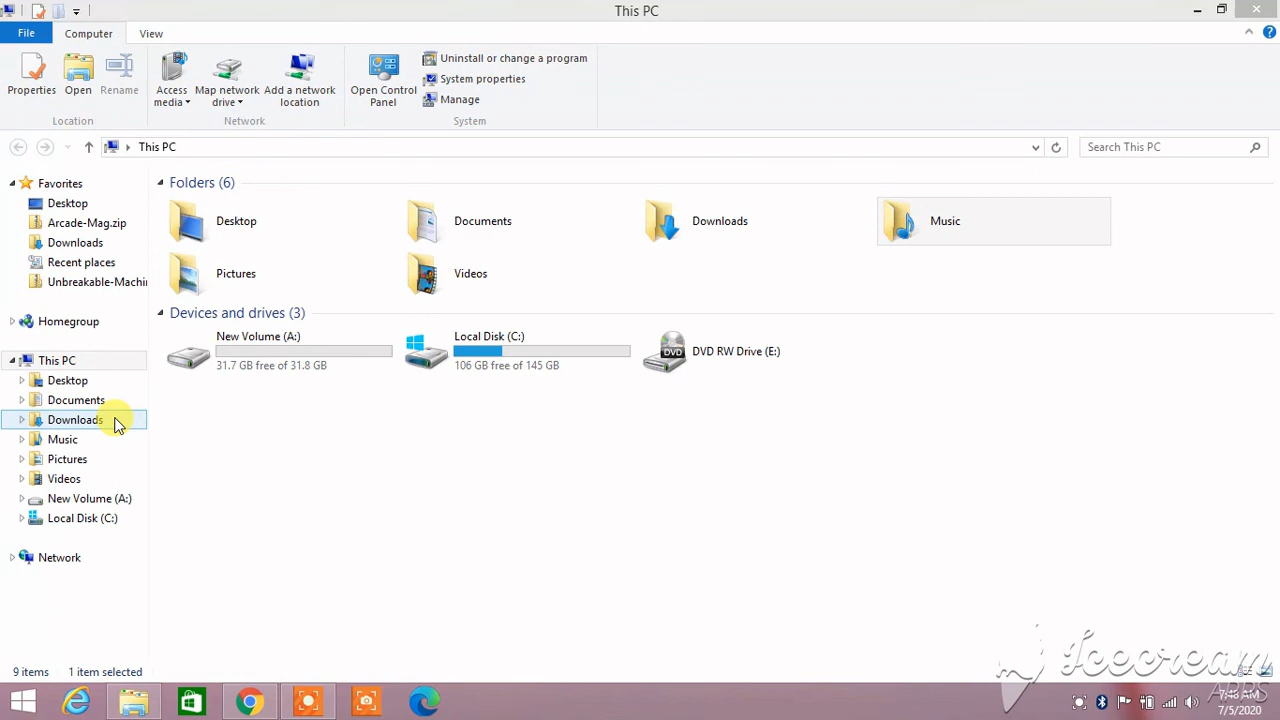 This PC
File
Computer
View
Properties
Open
Rename
Access media
Map network drive
Add a network location
Open Control Panel
Uninstall or change a program
System properties
Manage
Location
Network
System
This PC
Search This PC
Favorites
Desktop
Arcade-Mag.zip
Downloads
Recent places
Unbreakable-Machi
Homegroup
This PC
Desktop
Documents
Downloads
Music
Pictures
Videos
New Volume (A:)
Local Disk (C:)
Network
Folders (6)
Desktop
Documents
Downloads
Music
Pictures
Videos
Devices and drives (3)
New Volume (A:)
31.7 GB free of 31.8 GB
Local Disk (C:)
106 GB free of 145 GB
DVD
DVD RW Drive (E:)
9 items
1 item selected
Icecream
APPS
7:48 AM
7/5/2020